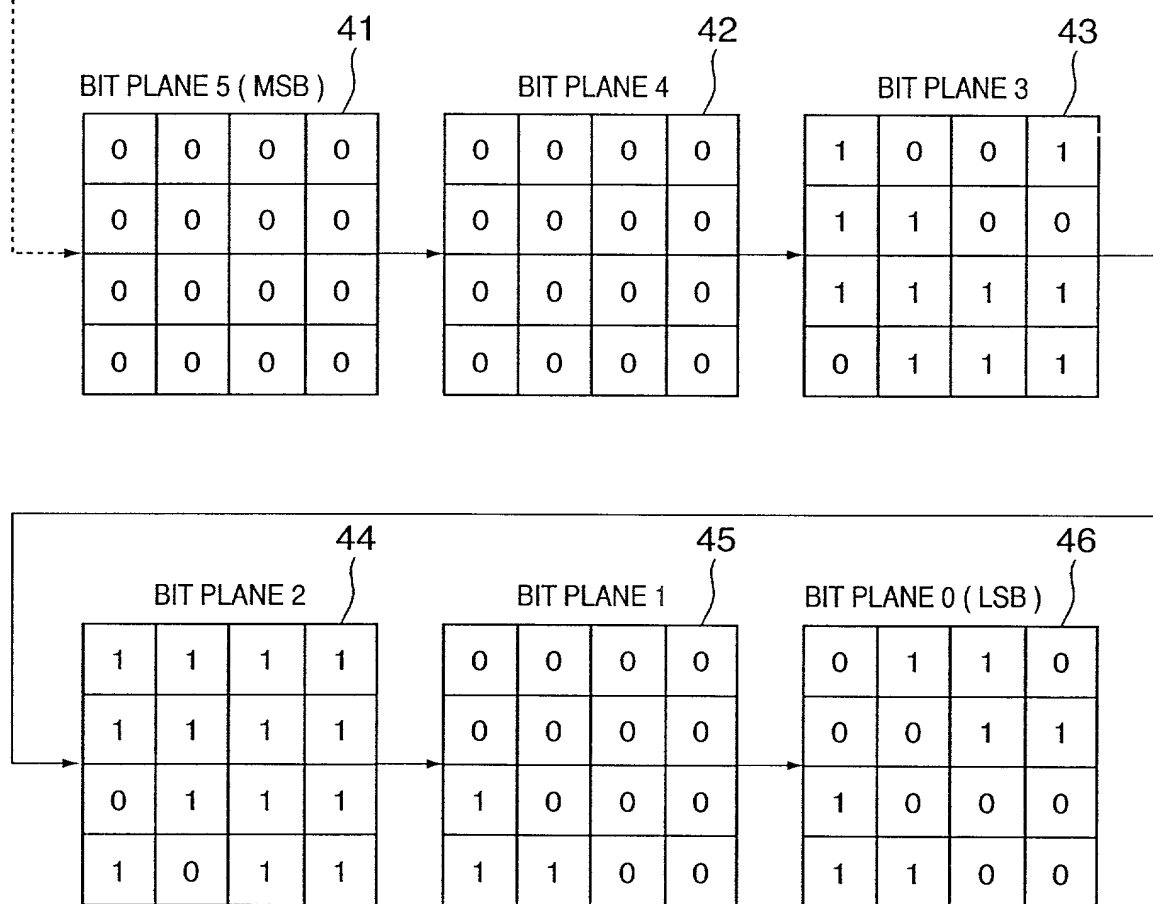 41 42 43
BIT PLANE 5 ( MSB ) BIT PLANE 4 BIT PLANE 3
0 0 0 0 0 0 0 0 1 0 0 1
0 0 0 0 0 0 0 0 1 1 0 0
0 0 0 0 0 0 0 0 1 1 1 1
0 0 0 0 0 0 0 0 0 1 1 1
44 45 46
BIT PLANE 2 BIT PLANE 1 BIT PLANE 0 ( LSB )
1 1 1 1 0 0 0 0 0 1 1 0
1 1 1 1 0 0 0 0 0 0 1 1
0 1 1 1 1 0 0 0 1 0 0 0
1 0 1 1 1 1 0 0 1 1 0 0